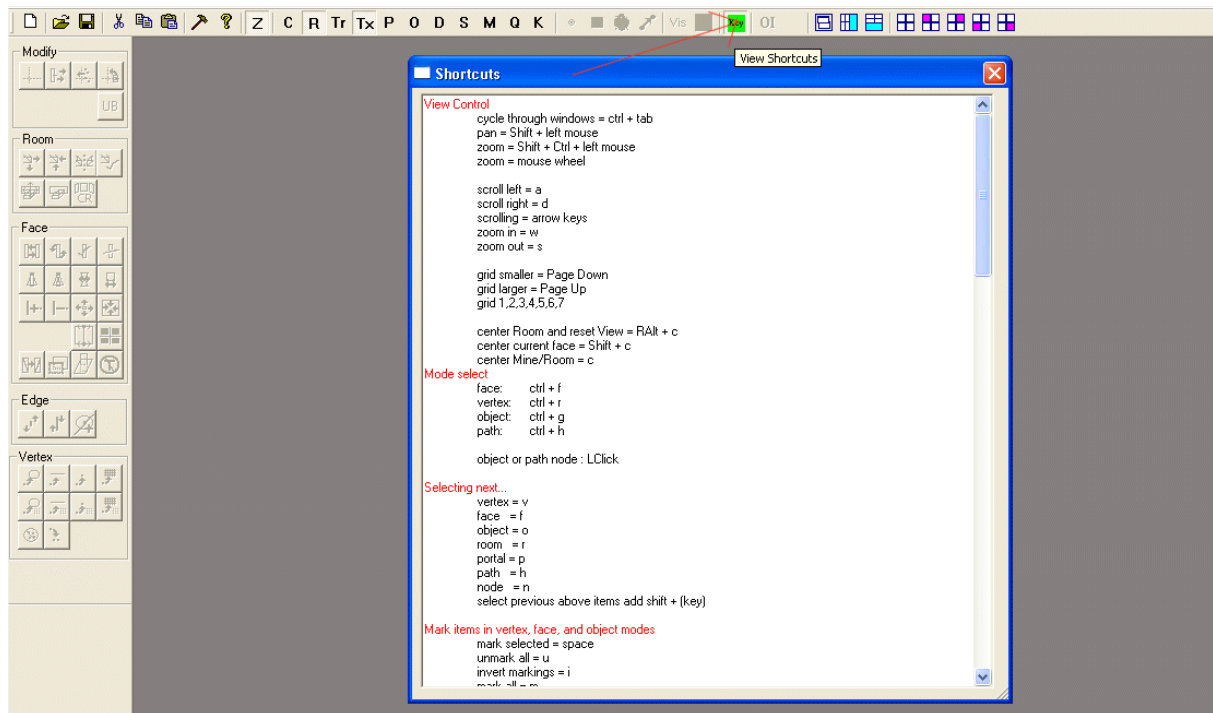 Z C R Tr Tx P O D S M Q K Vis Key OI
View Shortcuts
Modify
UB
Room
CR
Face
Edge
Vertex
Shortcuts
View Control
cycle through windows = ctrl + tab
pan = Shift + left mouse
zoom = Shift + Ctrl + left mouse
zoom = mouse wheel
scroll left = a
scroll right = d
scrolling = arrow keys
zoom in = w
zoom out = s
grid smaller = Page Down
grid larger = Page Up
grid 1,2,3,4,5,6,7
center Room and reset View = RAlt + c
center current face = Shift + c
center Mine/Room = c
Mode select
face: ctrl + f
vertex: ctrl + r
object: ctrl + g
path: ctrl + h
object or path node : LClick
Selecting next...
vertex = v
face = f
object = o
room = r
portal = p
path = h
node = n
select previous above items add shift + (key)
Mark items in vertex, face, and object modes
mark selected = space
unmark all = u
invert markings = i
mark all = m